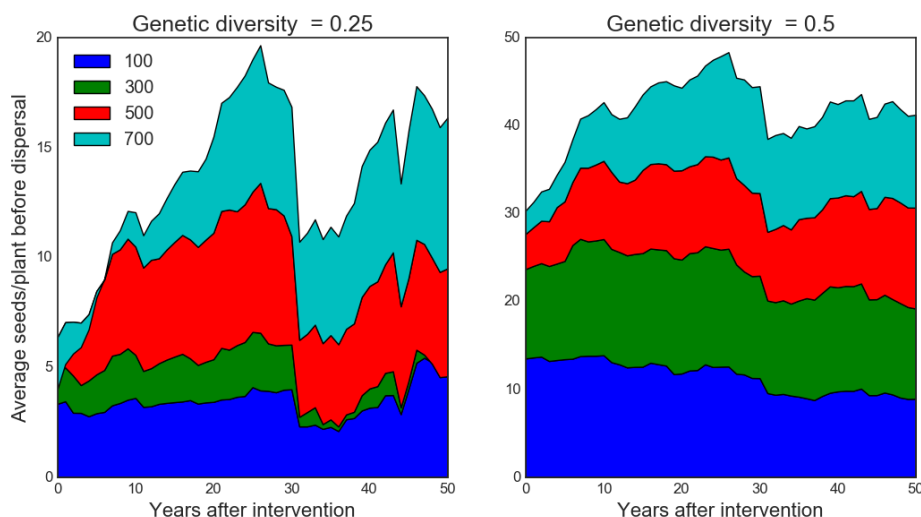 Genetic diversity = 0.25
Genetic diversity = 0.5
Average seeds/plant before dispersal
20
15
10
5
0
100
300
500
700
0 10 20 30 40 50
Years after intervention
50
40
30
20
10
0
0 10 20 30 40 50
Years after intervention